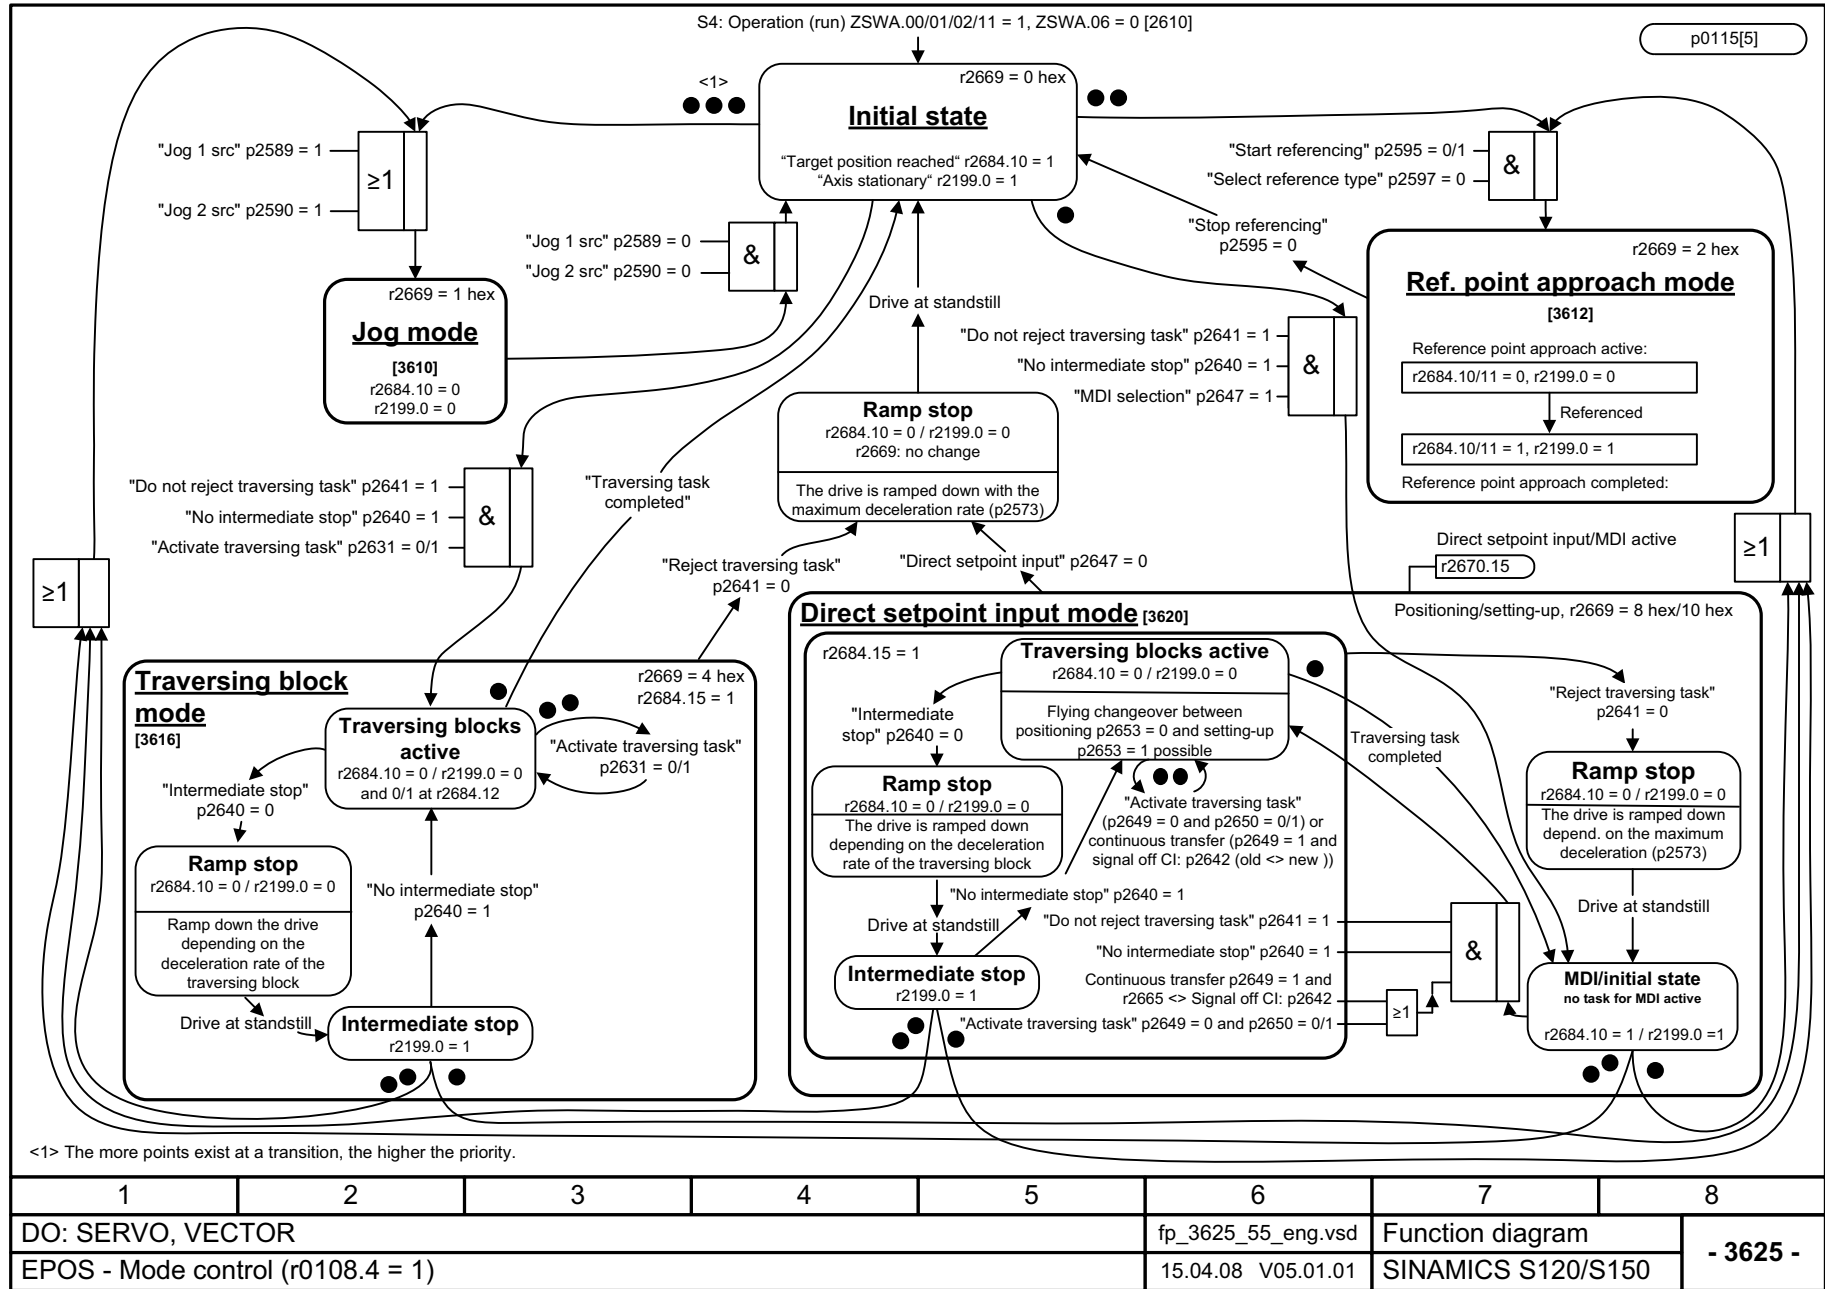 S4: Operation (run) ZSWA.00/01/02/11 = 1, ZSWA.06 = 0 [2610]
p0115[5]
<1>
r2669 = 0 hex
Initial state
"Target position reached" r2684.10 = 1
"Axis stationary" r2199.0 = 1
"Jog 1 src" p2589 = 1
≥1
"Jog 2 src" p2590 = 1
"Jog 1 src" p2589 = 0
"Jog 2 src" p2590 = 0
&
"Start referencing" p2595 = 0/1
"Select reference type" p2597 = 0
&
"Stop referencing"
p2595 = 0
r2669 = 1 hex
Jog mode
[3610]
r2684.10 = 0
r2199.0 = 0
r2669 = 2 hex
Ref. point approach mode
[3612]
Reference point approach active:
r2684.10/11 = 0, r2199.0 = 0
Referenced
r2684.10/11 = 1, r2199.0 = 1
Reference point approach completed:
Drive at standstill
"Do not reject traversing task" p2641 = 1
"No intermediate stop" p2640 = 1
"MDI selection" p2647 = 1
&
Ramp stop
r2684.10 = 0 / r2199.0 = 0
r2669: no change
The drive is ramped down with the
maximum deceleration rate (p2573)
"Do not reject traversing task" p2641 = 1
"No intermediate stop" p2640 = 1
"Activate traversing task" p2631 = 0/1
&
"Traversing task
completed"
"Reject traversing task"
p2641 = 0
"Direct setpoint input" p2647 = 0
Direct setpoint input/MDI active
r2670.15
≥1
≥1
Traversing block
mode
[3616]
r2669 = 4 hex
r2684.15 = 1
Traversing blocks
active
r2684.10 = 0 / r2199.0 = 0
and 0/1 at r2684.12
"Activate traversing task"
p2631 = 0/1
"Intermediate stop"
p2640 = 0
Ramp stop
r2684.10 = 0 / r2199.0 = 0
Ramp down the drive
depending on the
deceleration rate of the
traversing block
"No intermediate stop"
p2640 = 1
Drive at standstill
Intermediate stop
r2199.0 = 1
Direct setpoint input mode [3620]
Positioning/setting-up, r2669 = 8 hex/10 hex
r2684.15 = 1
Traversing blocks active
r2684.10 = 0 / r2199.0 = 0
Flying changeover between
positioning p2653 = 0 and setting-up
p2653 = 1 possible
"Intermediate
stop" p2640 = 0
Ramp stop
r2684.10 = 0 / r2199.0 = 0
The drive is ramped down
depending on the deceleration
rate of the traversing block
"Activate traversing task"
(p2649 = 0 and p2650 = 0/1) or
continuous transfer (p2649 = 1 and
signal off CI: p2642 (old <> new ))
"No intermediate stop" p2640 = 1
Drive at standstill
Intermediate stop
r2199.0 = 1
"Do not reject traversing task" p2641 = 1
"No intermediate stop" p2640 = 1
Continuous transfer p2649 = 1 and
r2665 <> Signal off CI: p2642
"Activate traversing task" p2649 = 0 and p2650 = 0/1
≥1
&
Traversing task
completed
"Reject traversing task"
p2641 = 0
Ramp stop
r2684.10 = 0 / r2199.0 = 0
The drive is ramped down
depend. on the maximum
deceleration (p2573)
Drive at standstill
MDI/initial state
no task for MDI active
r2684.10 = 1 / r2199.0 =1
<1> The more points exist at a transition, the higher the priority.
1 2 3 4 5 6 7 8
DO: SERVO, VECTOR
fp_3625_55_eng.vsd
Function diagram
- 3625 -
EPOS - Mode control (r0108.4 = 1)
15.04.08 V05.01.01
SINAMICS S120/S150